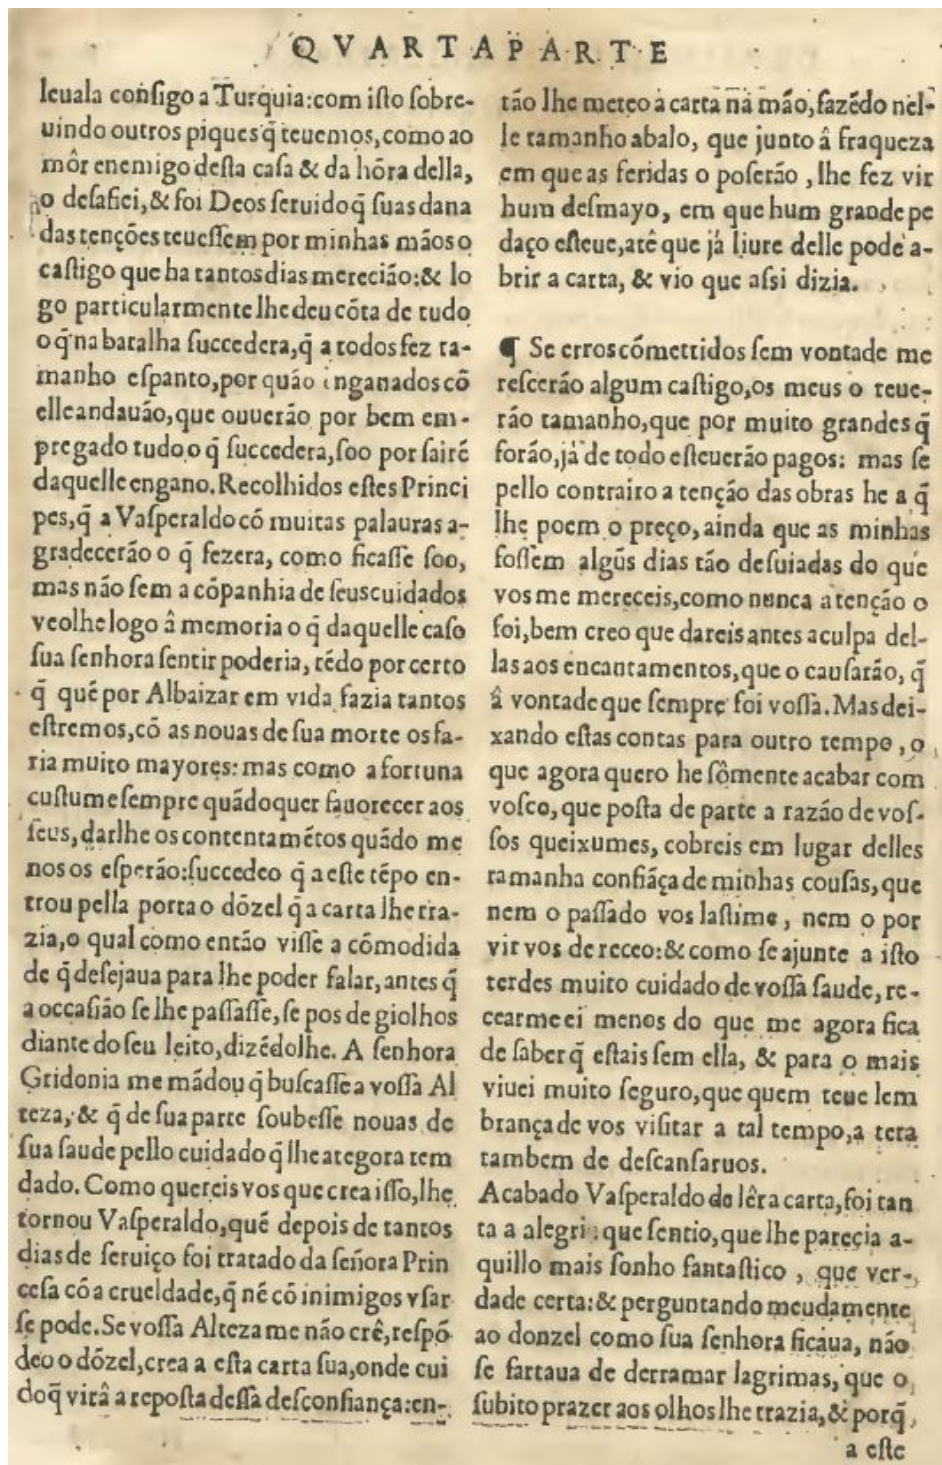 QVARTA PARTE
leuala consigo a Turquia:com isto sobre-
uindo outros piques q̃ teuemos, como ao
môr enemigo desta casa & da hõra della,
o desafiei, & foi Deos seruido q̃ suas dana
das tenções teuessem por minhas mãos o
castigo que ha tantos dias merecião:& lo
go particularmente lhe deu cõta de tudo
o q̃ na batalha succedera, q̃ a todos fez ta-
manho espanto, por quão inganados cõ
elle andauão, que ouuerão por bem em-
pregado tudo o q̃ succedera, soo por sairẽ
daquelle engano. Recolhidos estes Princi
pes, q̃ a Vasperaldo cõ muitas palauras a-
gradecerão o q̃ fezera, como ficasse soo,
mas não sem a cõpanhia de seus cuidados
veolhe logo â memoria o q̃ daquelle caso
sua senhora sentir poderia, tẽdo por certo
q̃ quẽ por Albaizar em vida fazia tantos
estremos, cõ as nouas de sua morte os fa-
ria muito mayores: mas como a fortuna
custume sempre quãdo quer fauorecer aos
seus, darlhe os contentamẽtos quãdo me
nos os esperão:succedeo q̃ a este tẽpo en-
trou pella porta o dõzel q̃ a carta lhe tra-
zia, o qual como então visse a cõmodida
de q̃ desejaua para lhe poder falar, antes q̃
a occasião se lhe passasse, se pos de giolhos
diante do seu leito, dizẽdolhe. A senhora
Gridonia me mãdou q̃ buscasse a vossa Al
teza, & q̃ de sua parte soubesse nouas de
sua saude pello cuidado q̃ lhe ategora tem
dado. Como quereis vos que crea isso, lhe
tornou Vasperaldo, quẽ depois de tantos
dias de seruiço foi tratado da señora Prin
cesa cõ a crueldade, q̃ nẽ cõ inimigos vsar
se pode. Se vossa Alteza me não crê, respõ
deo o dõzel, crea a esta carta sua, onde cui
do q̃ virâ a reposta dessa desconfiança:en-
tão lhe meteo a carta na mão, fazẽdo nel-
le tamanho abalo, que junto â fraqueza
em que as feridas o poserão, lhe fez vir
hum desmayo, em que hum grande pe
daço esteue, atê que já liure delle pode a-
brir a carta, & vio que assi dizia.
¶ Se erros cómettidos sem vontade me
rescerão algum castigo, os meus o teue-
rão tamanho, que por muito grandes q̃
forão, já de todo esteuerão pagos: mas se
pello contrairo a tenção das obras he a q̃
lhe poem o preço, ainda que as minhas
fossem algũs dias tão desuiadas do que
vos me mereceis, como nunca a tenção o
foi, bem creo que dareis antes a culpa del-
las aos encantamentos, que o causarão, q̃
â vontade que sempre foi vossa. Mas dei-
xando estas contas para outro tempo, o
que agora quero he sômente acabar com
vosco, que posta de parte a razão de vos-
sos queixumes, cobreis em lugar delles
tamanha confiãça de minhas cousas, que
nem o passado vos lastime, nem o por
vir vos de receo:& como se ajunte a isto
terdes muito cuidado de vossa saude, re-
cearmeei menos do que me agora fica
de saber q̃ estais sem ella, & para o mais
viuei muito seguro, que quem teue lem
brança de vos visitar a tal tempo, a tera
tambem de descansaruos.
Acabado Vasperaldo de lêr a carta, foi tan
ta a alegria que sentio, que lhe parecia a-
quillo mais sonho fantastico, que ver-
dade certa:& perguntando meudamente
ao donzel como sua senhora ficaua, não
se fartaua de derramar lagrimas, que o
subito prazer aos olhos lhe trazia, & porq̃,
a este